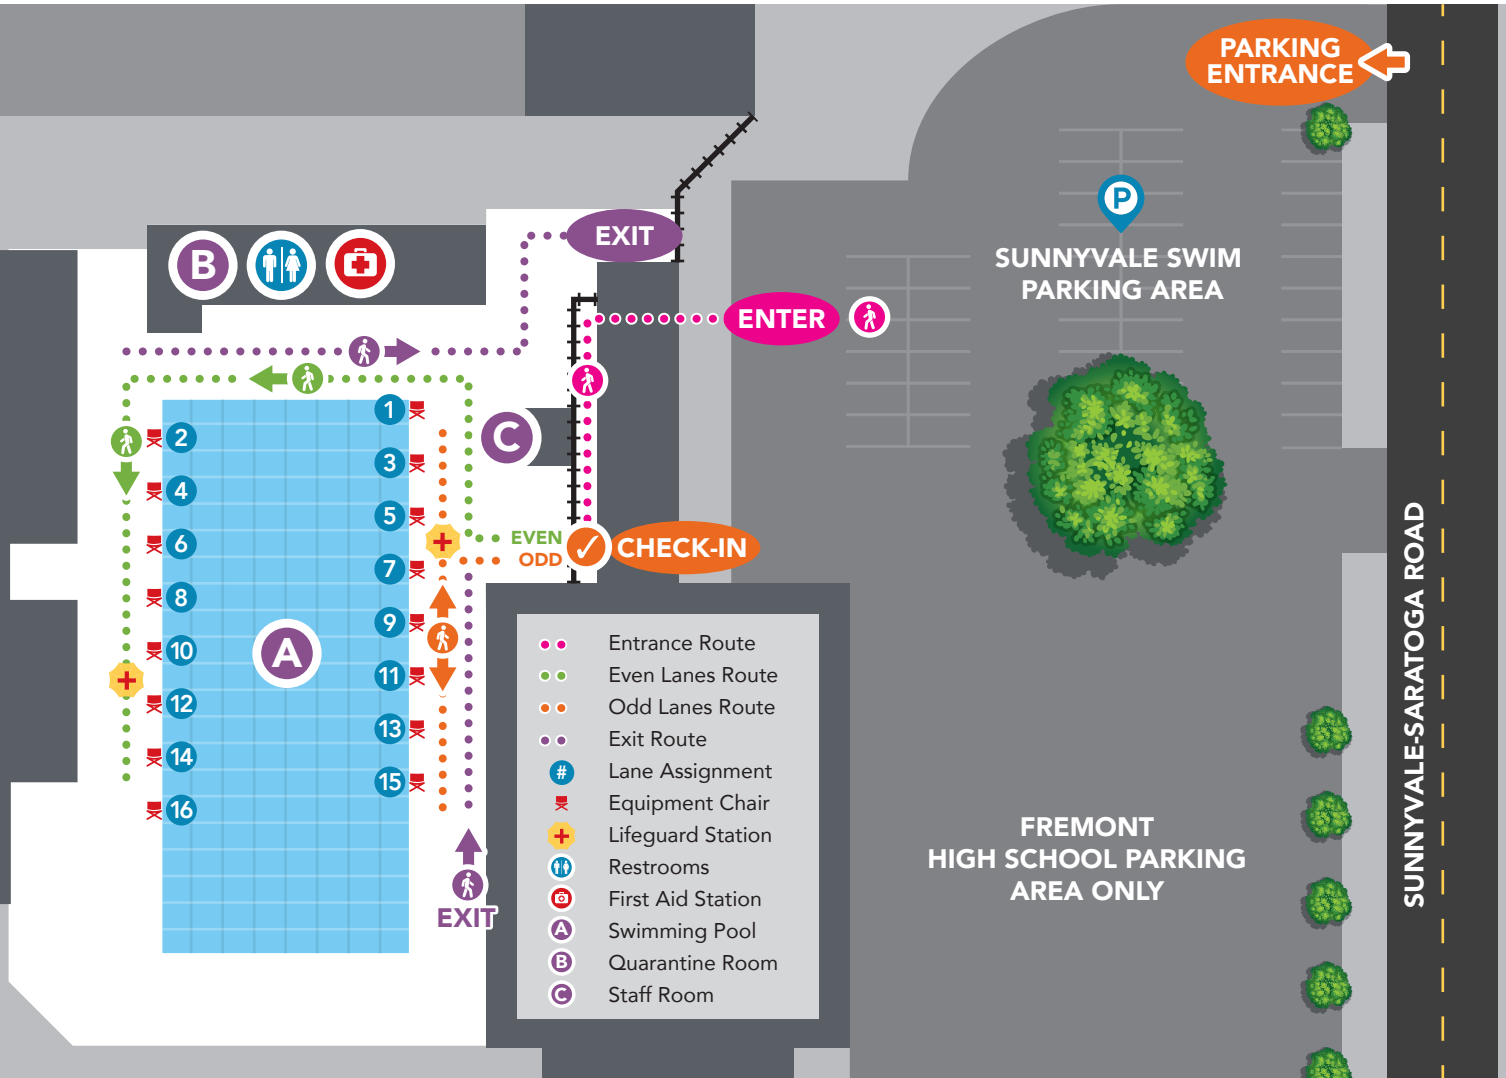 PARKING
ENTRANCE
P
SUNNYVALE SWIM
PARKING AREA
B
EXIT
ENTER
1
2
3
C
4
5
EVEN
ODD
✓
CHECK-IN
6
7
8
9
A
10
11
12
13
14
15
16
EXIT
Entrance Route
Even Lanes Route
Odd Lanes Route
Exit Route
# Lane Assignment
Equipment Chair
Lifeguard Station
Restrooms
First Aid Station
A Swimming Pool
B Quarantine Room
C Staff Room
FREMONT
HIGH SCHOOL PARKING
AREA ONLY
SUNNYVALE-SARATOGA ROAD